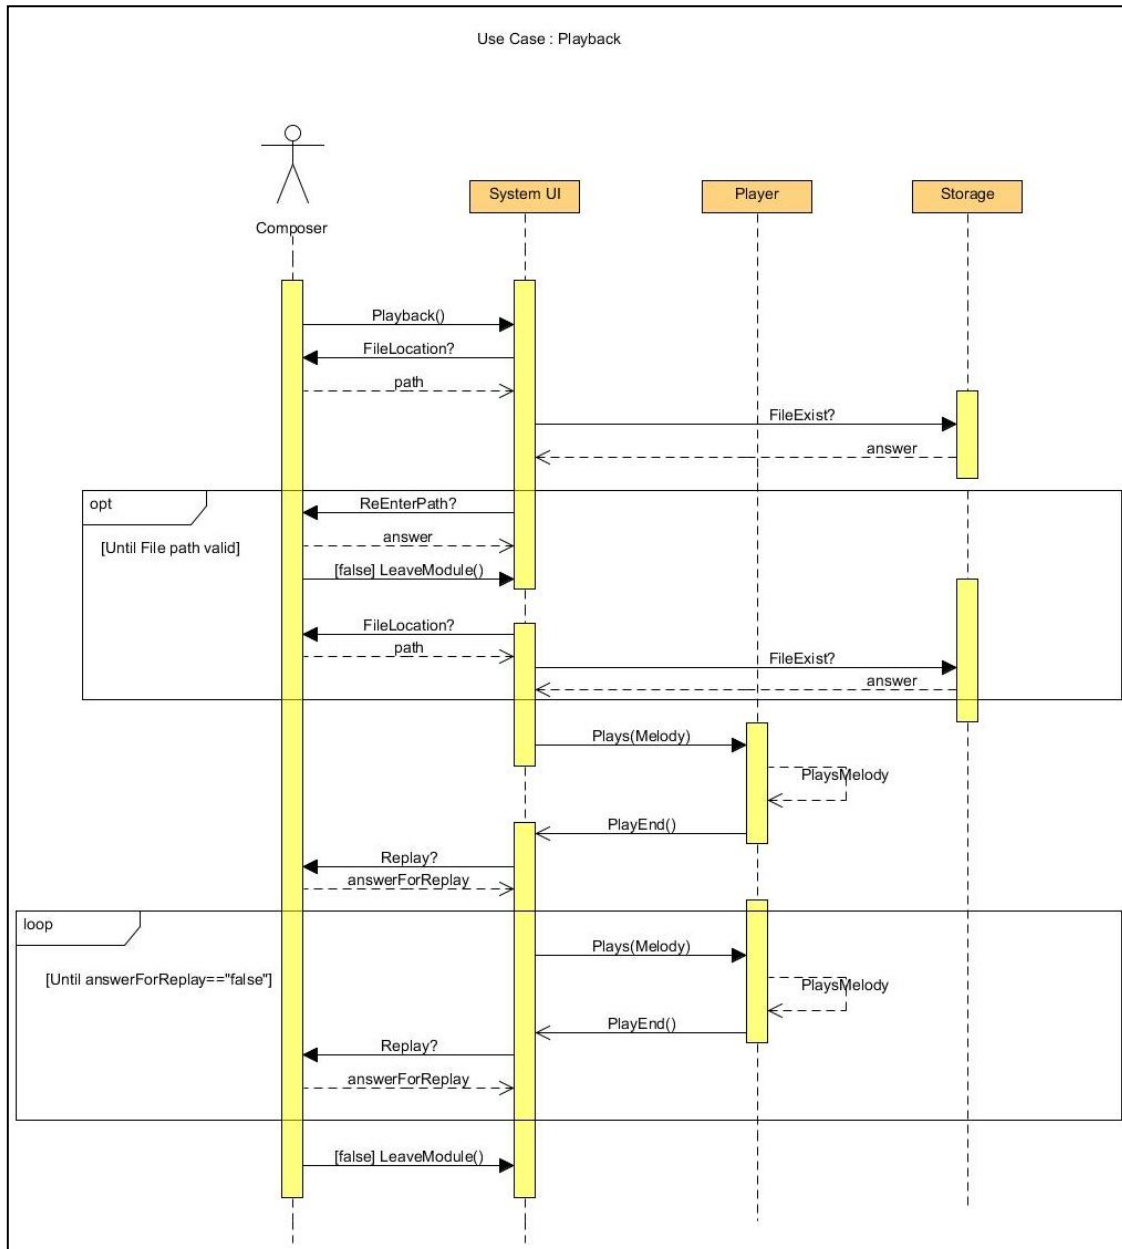 Use Case : Playback
System UI
Player
Storage
Composer
Playback()
FileLocation?
path
FileExist?
answer
opt
ReEnterPath?
answer
[Until File path valid]
[false] LeaveModule()
FileLocation?
path
FileExist?
answer
Plays(Melody)
PlaysMelody
PlayEnd()
Replay?
answerForReplay
loop
Plays(Melody)
[Until answerForReplay=="false"]
PlaysMelody
PlayEnd()
Replay?
answerForReplay
[false] LeaveModule()